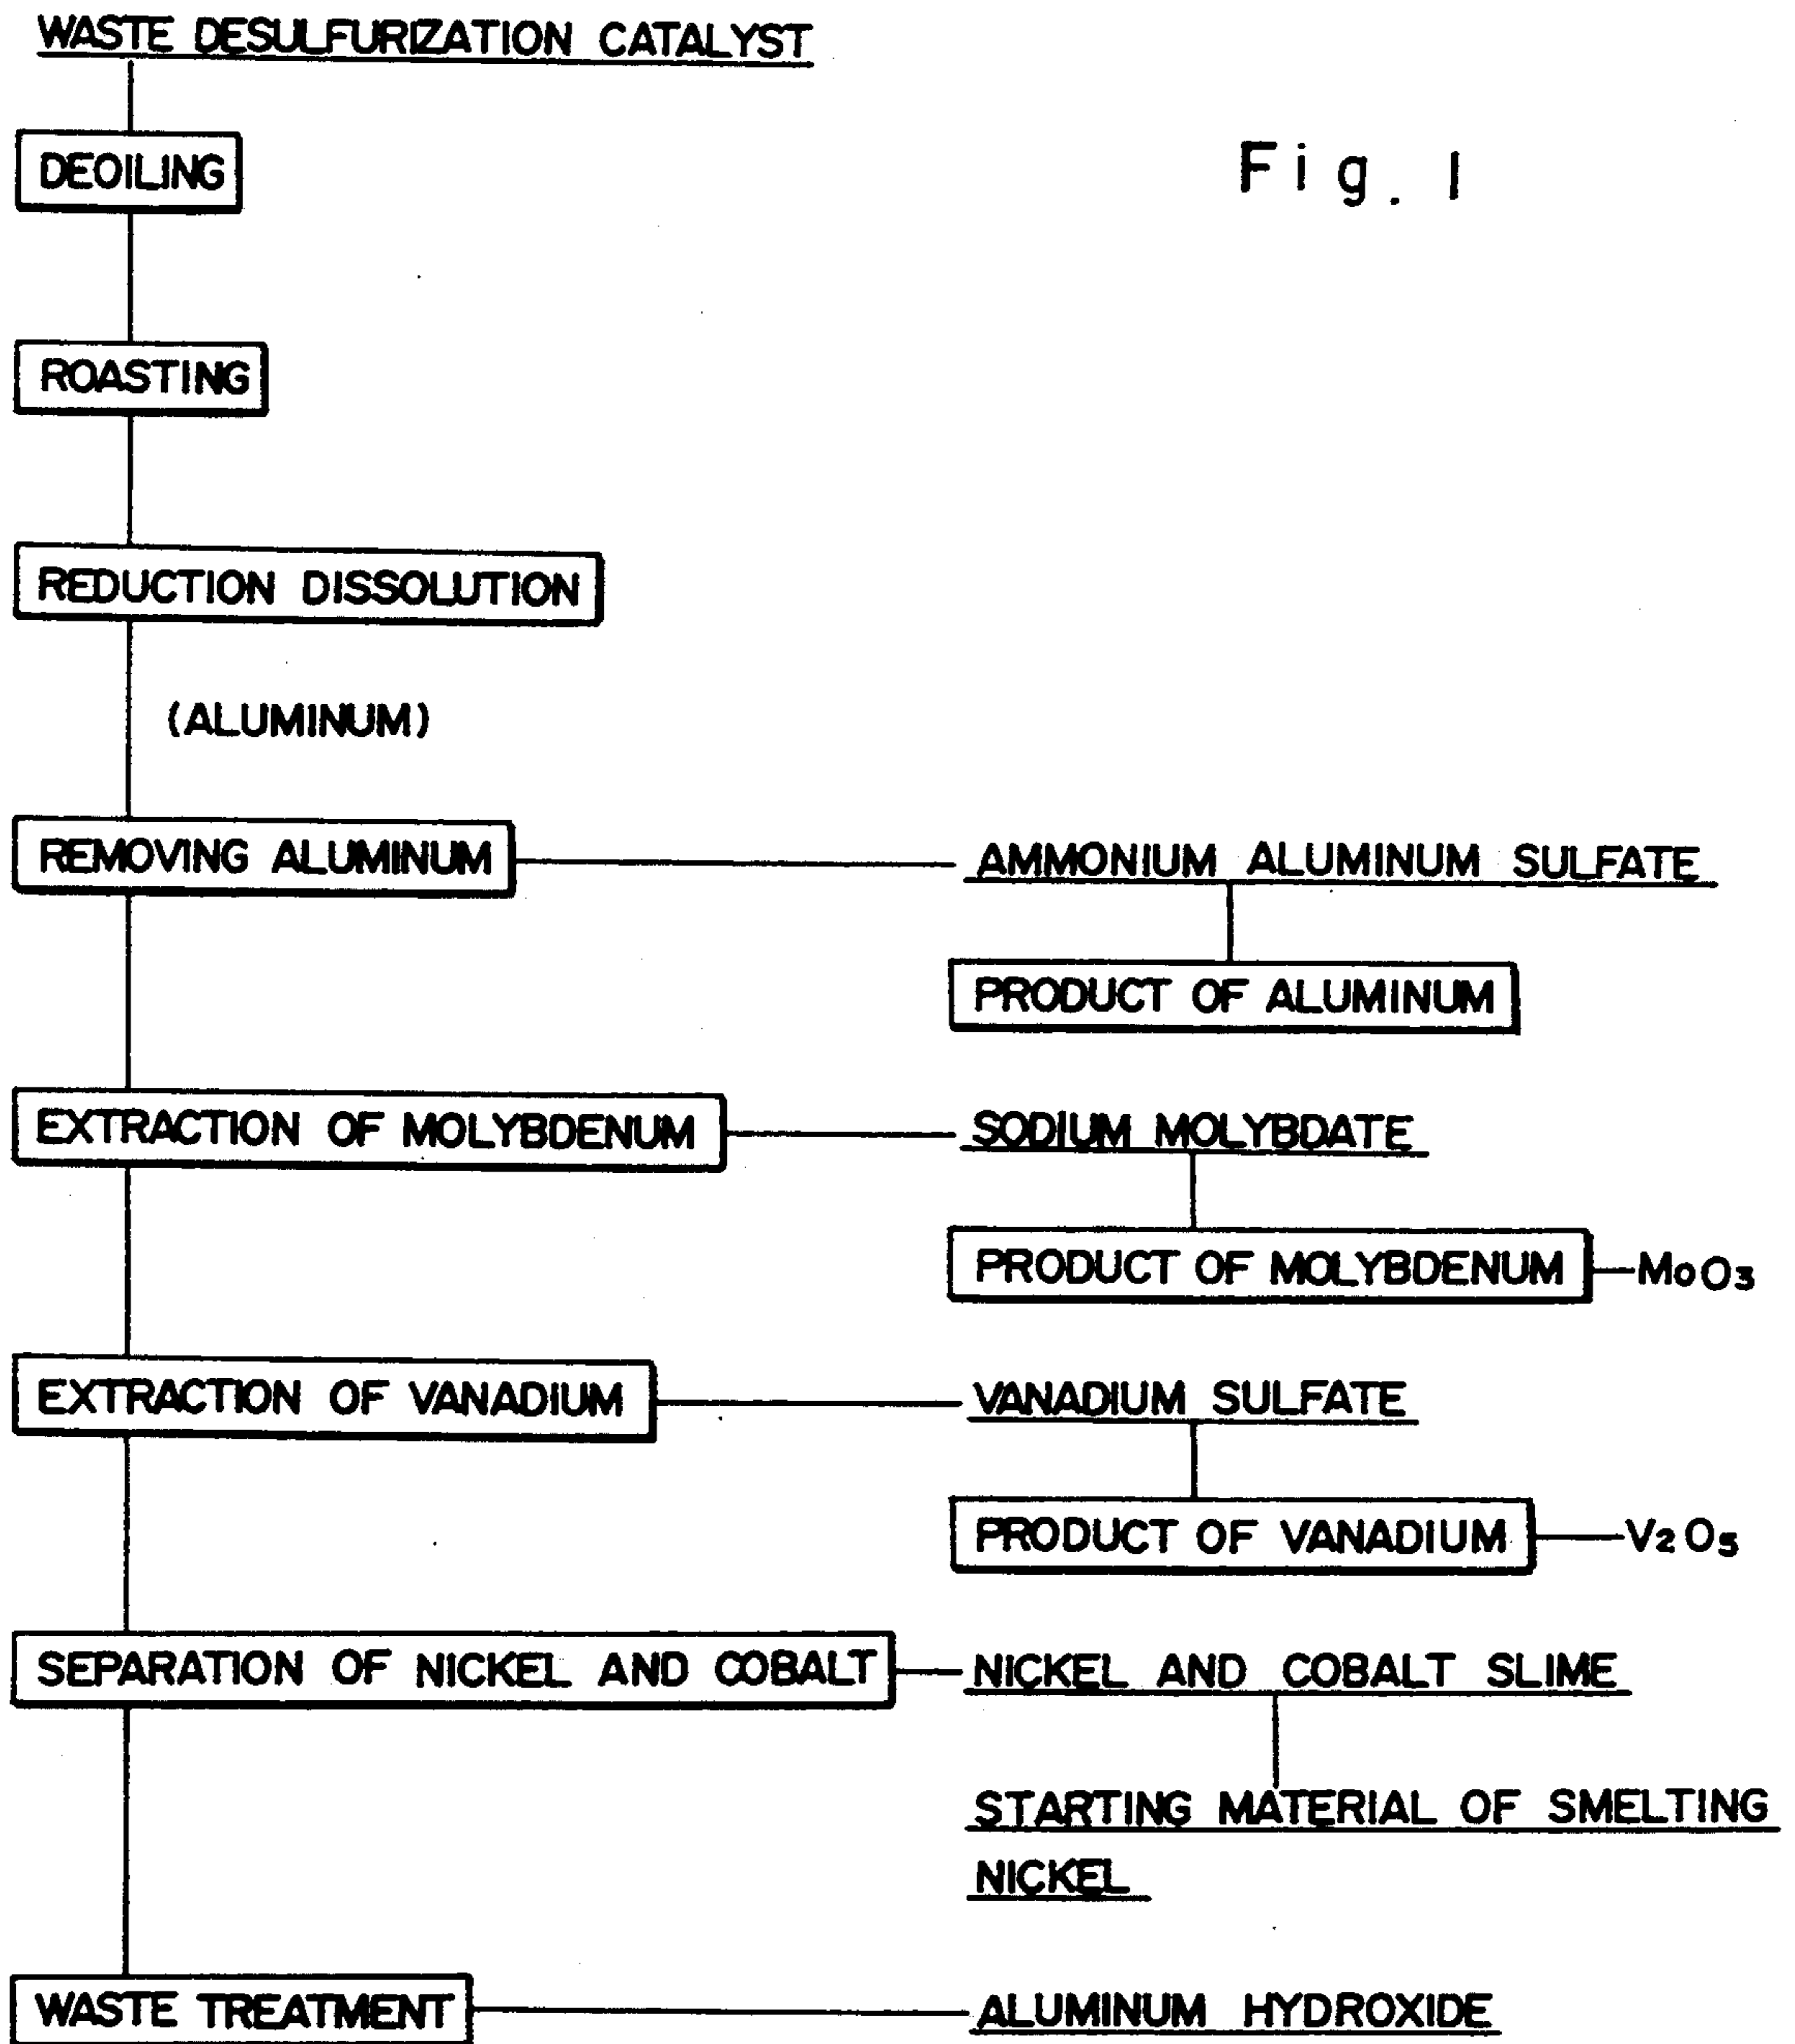 WASTE DESULFURIZATION CATALYST
Fig. 1
DEOILING
ROASTING
REDUCTION DISSOLUTION
(ALUMINUM)
REMOVING ALUMINUM
AMMONIUM ALUMINUM SULFATE
PRODUCT OF ALUMINUM
EXTRACTION OF MOLYBDENUM
SODIUM MOLYBDATE
PRODUCT OF MOLYBDENUM
MoO3
EXTRACTION OF VANADIUM
VANADIUM SULFATE
PRODUCT OF VANADIUM
V2O5
SEPARATION OF NICKEL AND COBALT
NICKEL AND COBALT SLIME
STARTING MATERIAL OF SMELTING
NICKEL
WASTE TREATMENT
ALUMINUM HYDROXIDE